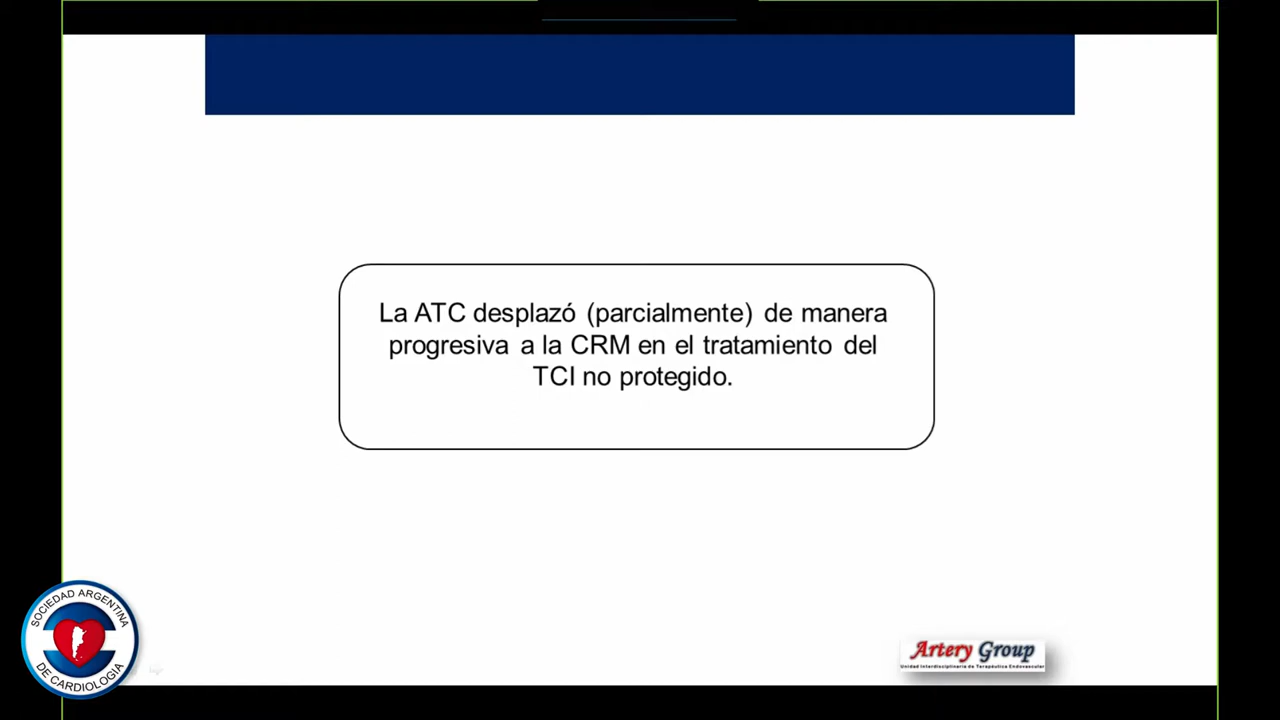 La ATC desplazó (parcialmente) de manera
progresiva a la CRM en el tratamiento del
TCI no protegido.
SOCIEDAD ARGENTINA
DE CARDIOLOGÍA
Artery Group
Unidad Interdisciplinaria de Terapéutica Endovascular